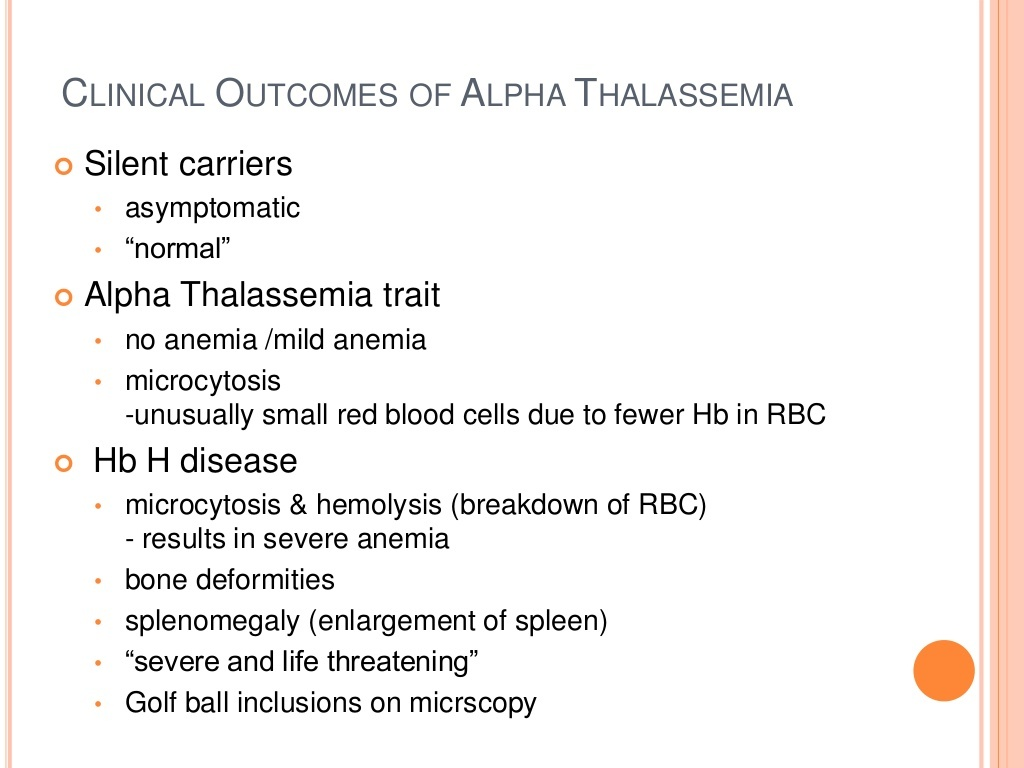 CLINICAL OUTCOMES OF ALPHA THALASSEMIA
Silent carriers
• asymptomatic
• “normal”
Alpha Thalassemia trait
• no anemia /mild anemia
• microcytosis
-unusually small red blood cells due to fewer Hb in RBC
Hb H disease
• microcytosis & hemolysis (breakdown of RBC)
- results in severe anemia
• bone deformities
• splenomegaly (enlargement of spleen)
• “severe and life threatening”
• Golf ball inclusions on micrscopy